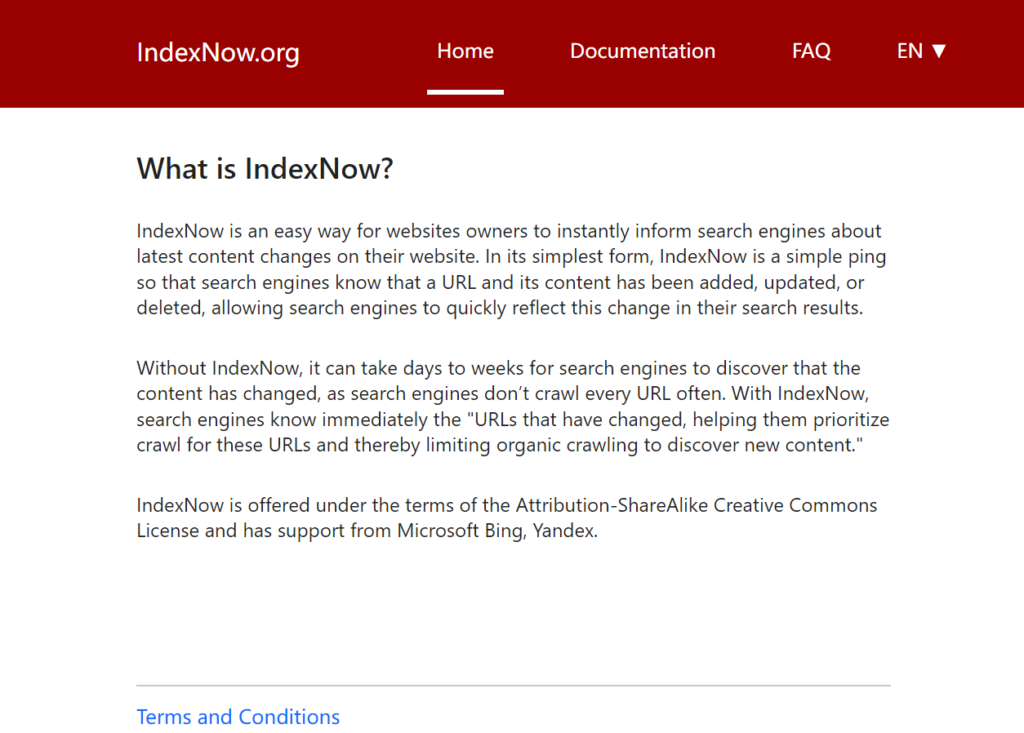 IndexNow.org Home Documentation FAQ EN ▼
What is IndexNow?
IndexNow is an easy way for websites owners to instantly inform search engines about
latest content changes on their website. In its simplest form, IndexNow is a simple ping
so that search engines know that a URL and its content has been added, updated, or
deleted, allowing search engines to quickly reflect this change in their search results.
Without IndexNow, it can take days to weeks for search engines to discover that the
content has changed, as search engines don’t crawl every URL often. With IndexNow,
search engines know immediately the "URLs that have changed, helping them prioritize
crawl for these URLs and thereby limiting organic crawling to discover new content."
IndexNow is offered under the terms of the Attribution-ShareAlike Creative Commons
License and has support from Microsoft Bing, Yandex.
Terms and Conditions